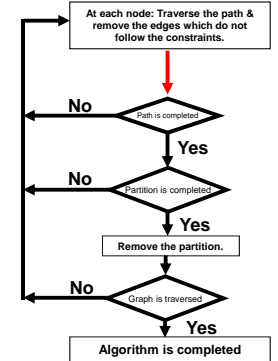 At each node: Traverse the path &
remove the edges which do not
follow the constraints.
No
Path is completed
Yes
No
Partition is completed
Yes
Remove the partition.
No
Graph is traversed
Yes
Algorithm is completed